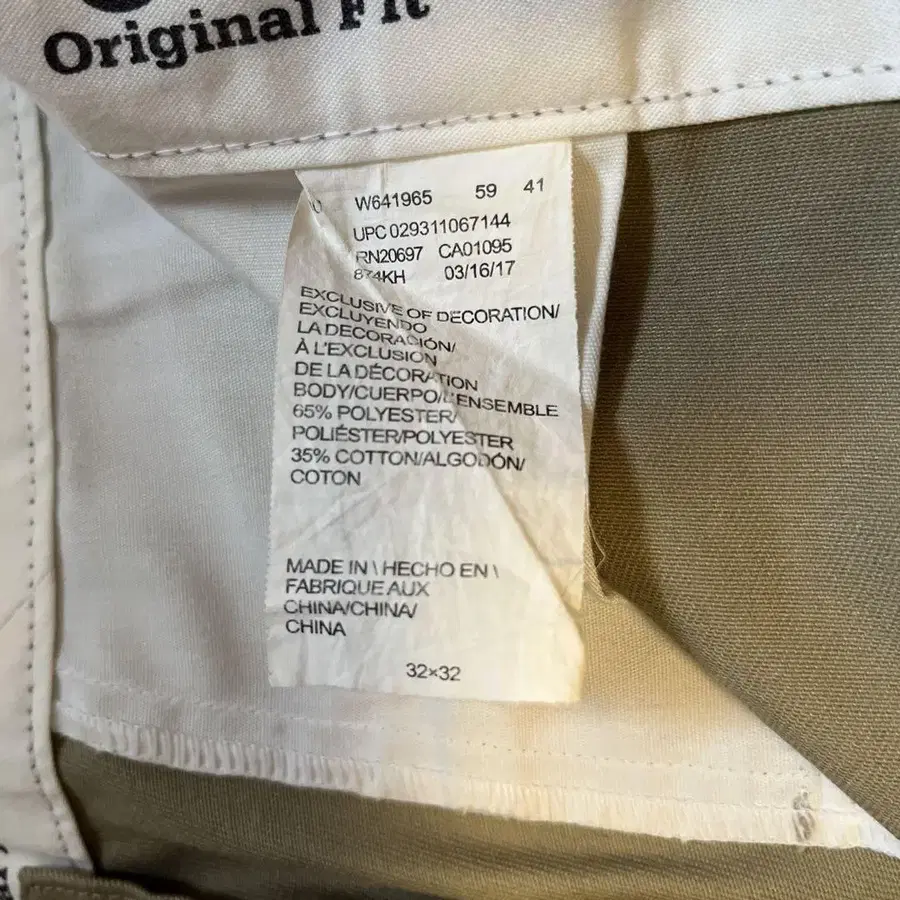 Original Fit
W641965 59 41
UPC 029311067144
RN20697 CA01095
874KH 03/16/17
EXCLUSIVE OF DECORATION/
EXCLUYENDO
LA DECORACIÓN/
À L'EXCLUSION
DE LA DÉCORATION
BODY/CUERPO/L'ENSEMBLE
65% POLYESTER/
POLIÉSTER/POLYESTER
35% COTTON/ALGODÓN/
COTON
MADE IN \ HECHO EN \
FABRIQUE AUX
CHINA/CHINA/
CHINA
32×32